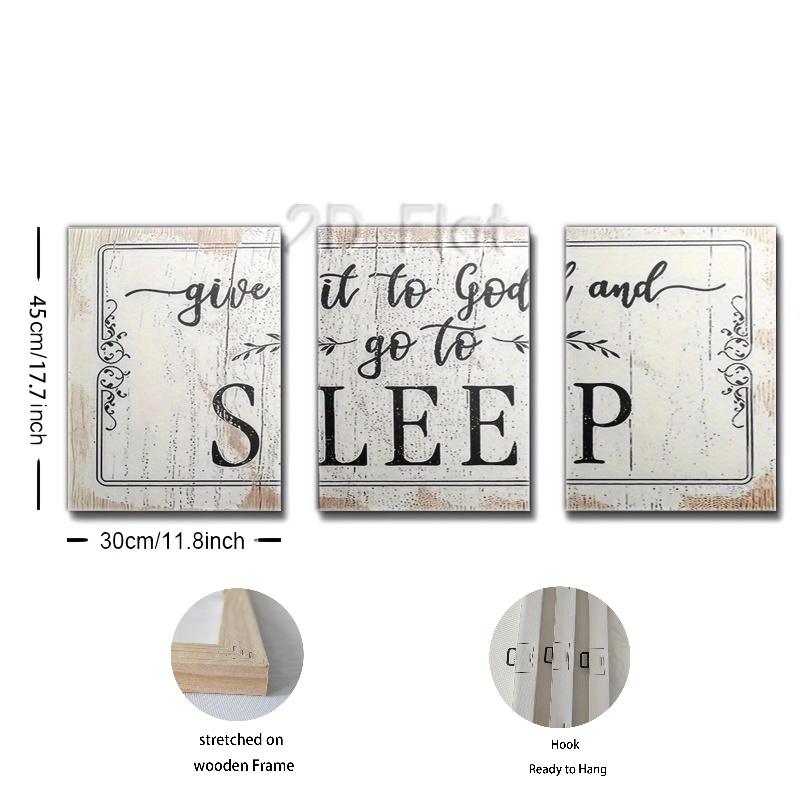 2D Flat
give it to God and
go to
SLEEP
45cm/17.7inch
30cm/11.8inch
stretched on
wooden Frame
Hook
Ready to Hang